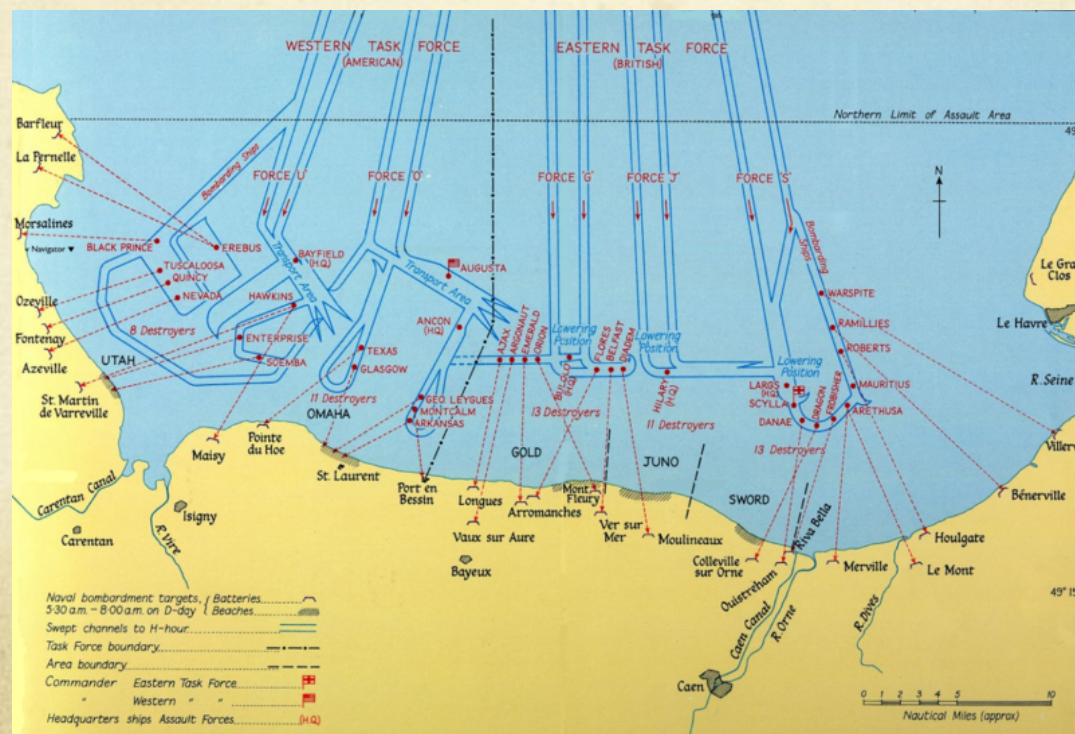 WESTERN TASK FORCE
(AMERICAN)
EASTERN TASK FORCE
(BRITISH)
Northern Limit of Assault Area
Barfleur
La Pernelle
Morsalines
Navigator
Ozeville
Fontenay
Azeville
UTAH
St. Martin
de Varreville
Bombarding Ships
FORCE 'U'
FORCE 'O'
FORCE 'G'
FORCE 'J'
FORCE 'S'
N
BLACK PRINCE
EREBUS
TUSCALOOSA
QUINCY
NEVADA
BAYFIELD
(H.Q)
HAWKINS
Transport Area
8 Destroyers
ENTERPRISE
SOEMBA
AUGUSTA
Transport Area
ANCON
(HQ)
TEXAS
GLASGOW
11 Destroyers
OMAHA
GEO LEYGUES
MONTCALM
ARKANSAS
AJAX
ARGONAUT
EMERALD
ORION
Lowering
Position
BULOLO
(HQ)
FLORES
BELFAST
DIADEM
13 Destroyers
GOLD
Lowering
Position
HILARY
(H.Q)
11 Destroyers
JUNO
Bombarding
Ships
WARSPITE
RAMILLIES
ROBERTS
MAURITIUS
ARETHUSA
Lowering
Position
LARGS
(HQ)
SCYLLA
DANAE
DRAGON
FROBISHER
13 Destroyers
SWORD
Le Gra
Clos
Le Havre
R. Seine
Villerv
Bénerville
Houlgate
Le Mont
Merville
Riva Bella
Ouistreham
Colleville
sur Orne
Moulineaux
Ver sur
Mer
Mont
Fleury
Arromanches
Longues
Vaux sur Aure
Bayeux
Port en
Bessin
St. Laurent
Pointe
du Hoe
Maisy
Isigny
R. Vire
Carentan Canal
Carentan
Caen Canal
R. Orne
R. Dives
Caen
49° 15
Naval bombardment targets, Batteries
5:30 a.m. – 8:00 a.m. on D-day Beaches
Swept channels to H-hour
Task Force boundary
Area boundary
Commander Eastern Task Force
" Western " "
Headquarters ships Assault Forces (H.Q)
0 1 2 3 4 5 10
Nautical Miles (approx)